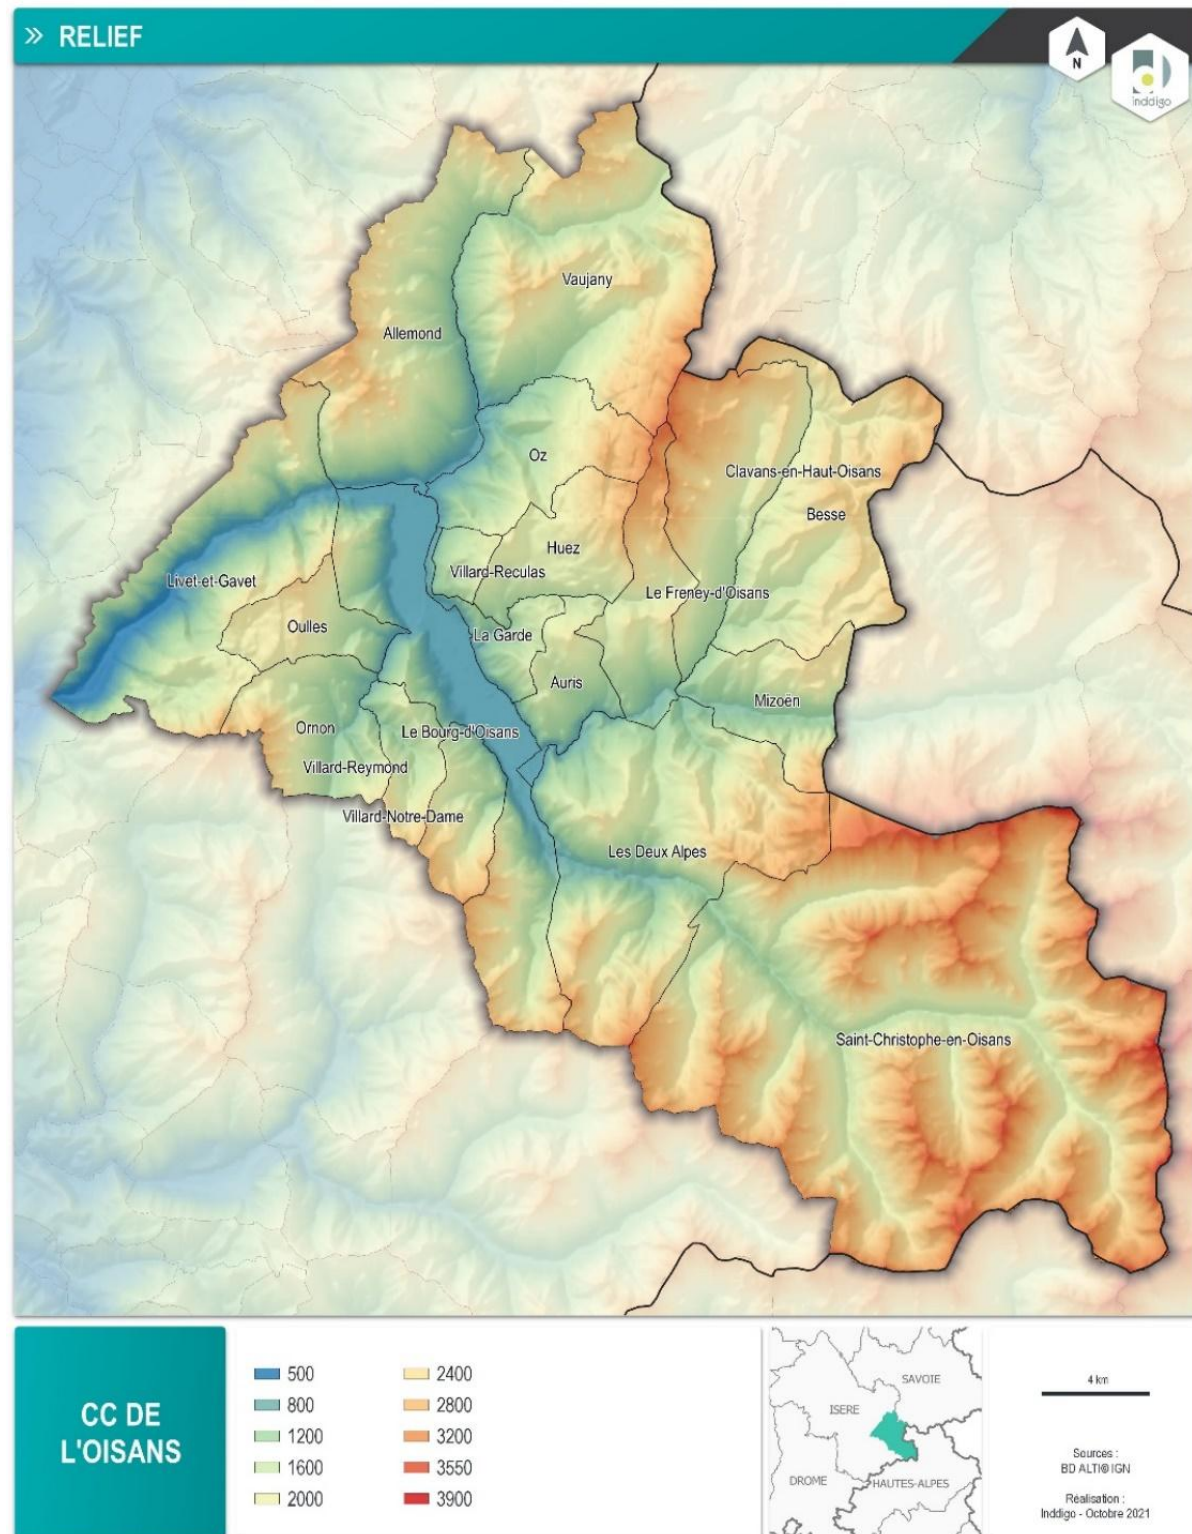 » RELIEF
N
inddigo
Vaujany
Allemond
Oz
Clavans-en-Haut-Oisans
Besse
Huez
Villard-Reculas
Livet-et-Gavet
Le Freney-d'Oisans
Oulles
La Garde
Auris
Mizoën
Ornon
Le Bourg-d'Oisans
Villard-Reymond
Villard-Notre-Dame
Les Deux Alpes
Saint-Christophe-en-Oisans
CC DE
L'OISANS
500
800
1200
1600
2000
2400
2800
3200
3550
3900
SAVOIE
ISERE
DROME
HAUTES-ALPES
4 km
Sources :
BD ALTI® IGN
Réalisation :
Inddigo - Octobre 2021